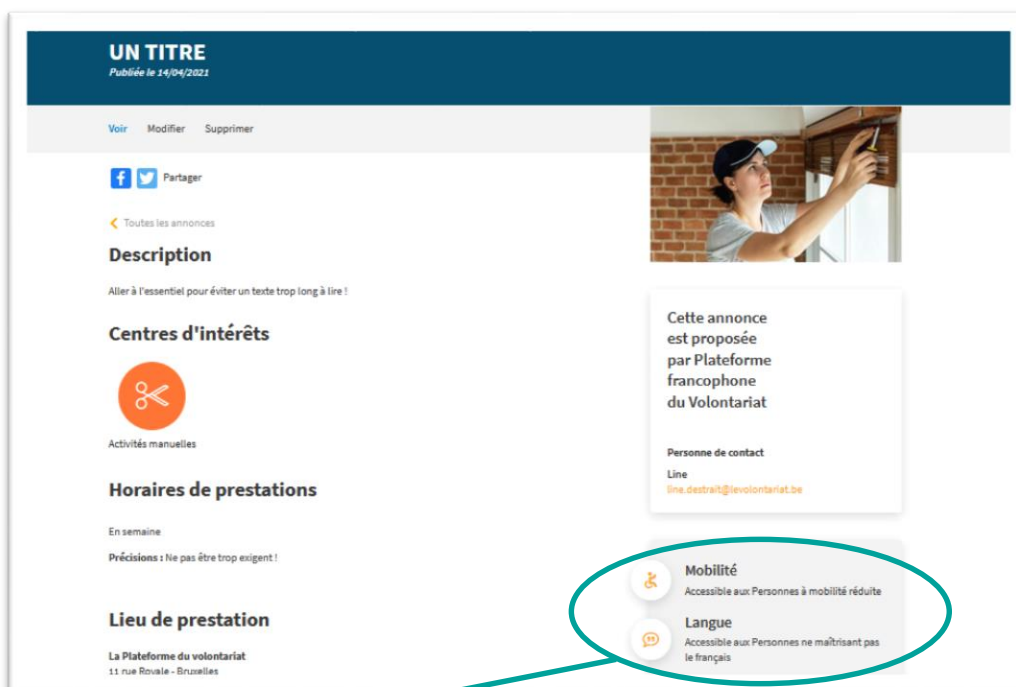 UN TITRE
Publiée le 14/04/2021
Voir Modifier Supprimer
Partager
Toutes les annonces
Description
Aller à l'essentiel pour éviter un texte trop long à lire !
Centres d'intérêts
Activités manuelles
Horaires de prestations
En semaine
Précisions : Ne pas être trop exigent !
Lieu de prestation
La Plateforme du volontariat
11 rue Royale - Bruxelles
Cette annonce
est proposée
par Plateforme
francophone
du Volontariat
Personne de contact
Line
line.destrait@levolontariat.be
Mobilité
Accessible aux Personnes à mobilité réduite
Langue
Accessible aux Personnes ne maîtrisant pas
le français